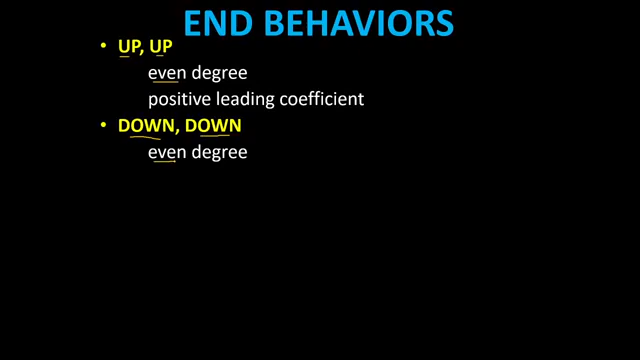 END BEHAVIORS
• UP, UP
even degree
positive leading coefficient
• DOWN, DOWN
even degree